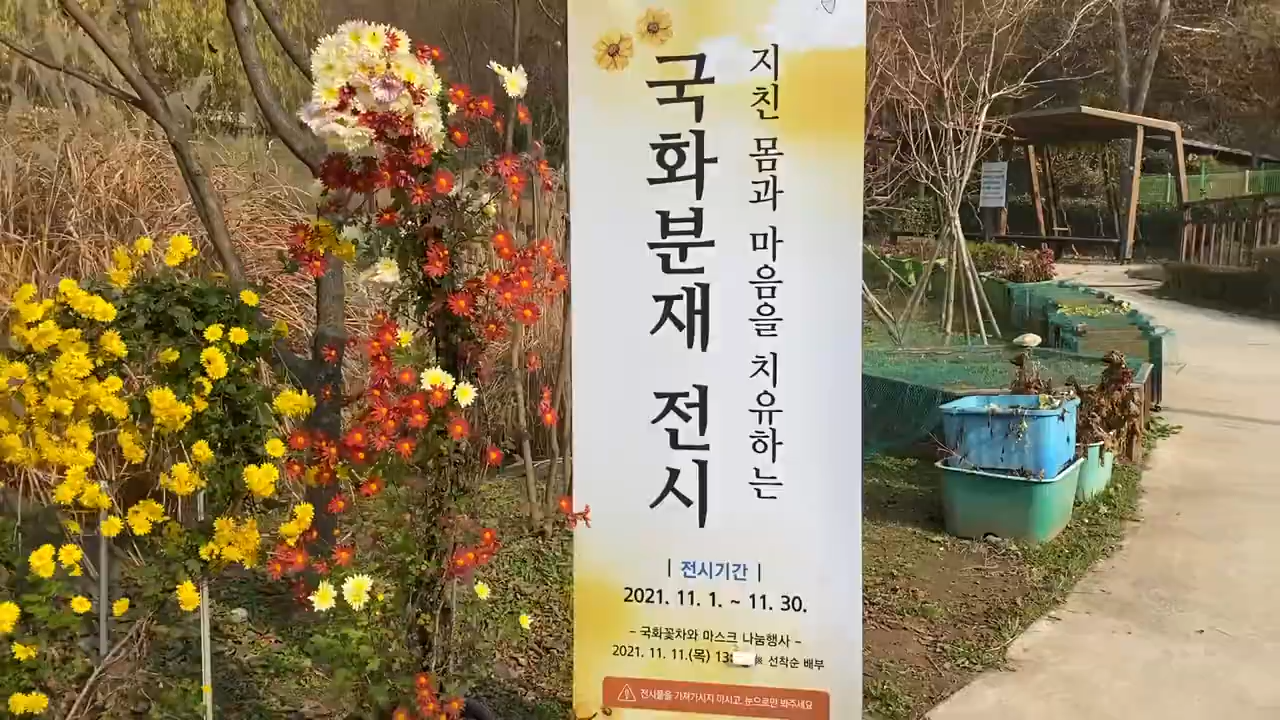 지친 몸과 마음을 치유하는
국화분재 전시
| 전시기간 |
2021. 11. 1. ~ 11. 30.
- 국화꽃차와 마스크 나눔행사 -
2021. 11. 11.(목) ※ 선착순 배부
전시물을 가져가시지 마시고, 눈으로만 봐주세요